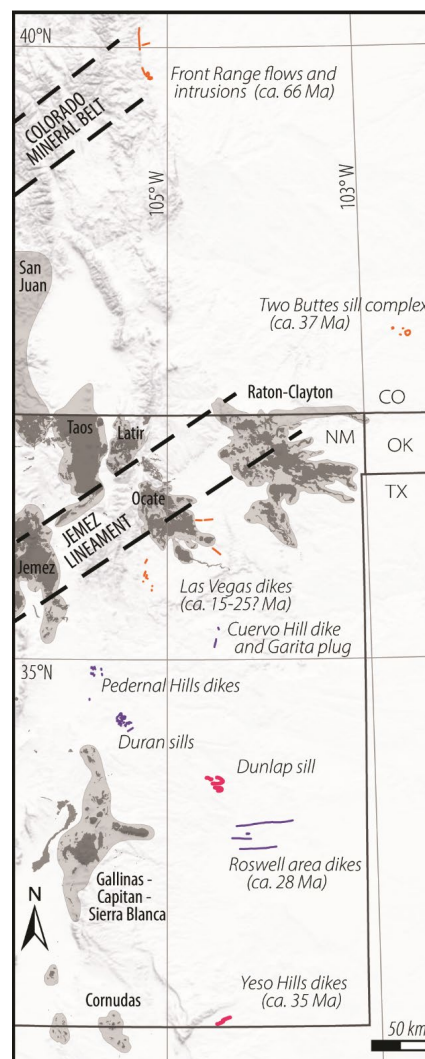 40°N
Front Range flows and
intrusions (ca. 66 Ma)
COLORADO
MINERAL BELT
105° W
103° W
San
Juan
Two Buttes sill complex
(ca. 37 Ma)
Raton-Clayton
CO
Taos
Latir
NM
OK
TX
Ocate
JEMEZ
LINEAMENT
Jemez
Las Vegas dikes
(ca. 15-25? Ma)
Cuervo Hill dike
and Garita plug
35°N
Pedernal Hills dikes
Duran sills
Dunlap sill
Roswell area dikes
(ca. 28 Ma)
Gallinas -
Capitan -
Sierra Blanca
N
Yeso Hills dikes
(ca. 35 Ma)
Cornudas
50 km